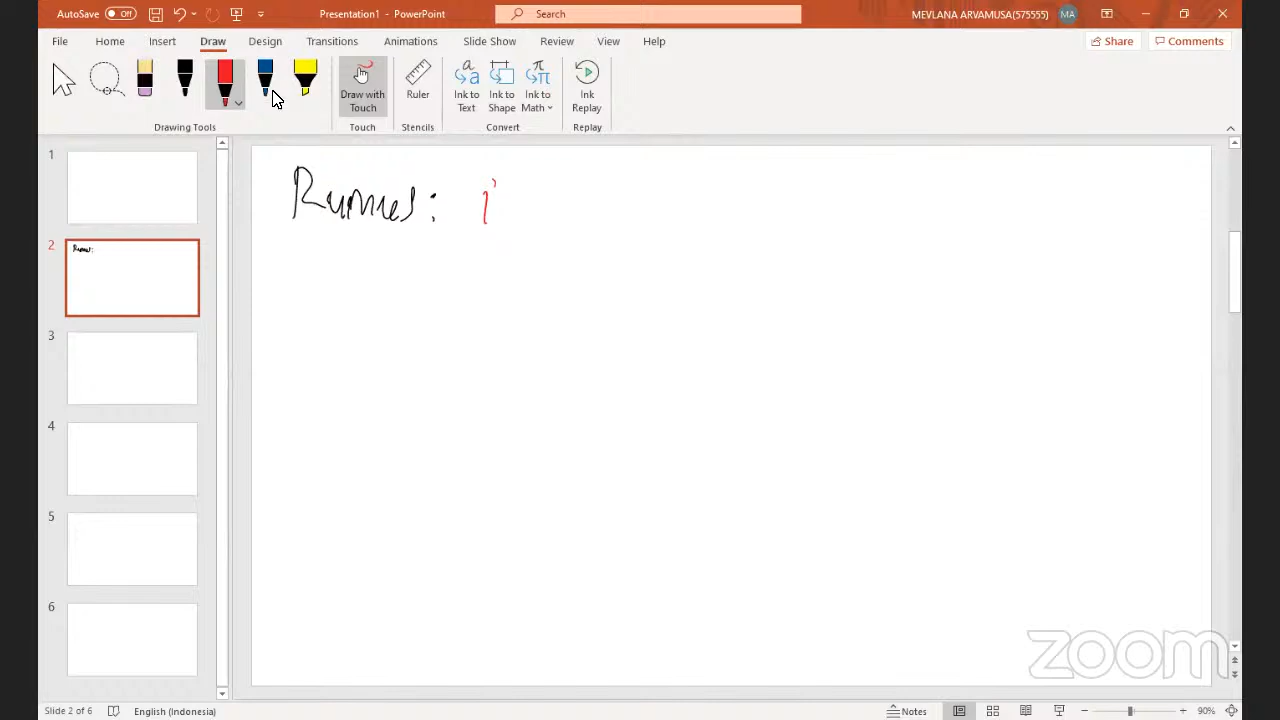 AutoSave Off Presentation1 - PowerPoint Search MEVLANA ARVAMUSA(575555) MA
File Home Insert Draw Design Transitions Animations Slide Show Review View Help Share Comments
Draw with Touch Ruler Ink to Text Ink to Shape Ink to Math Ink Replay
Drawing Tools Touch Stencils Convert Replay
1
2
3
4
5
6
Rumus: i
zoom
Slide 2 of 6 English (Indonesia) Notes 90%